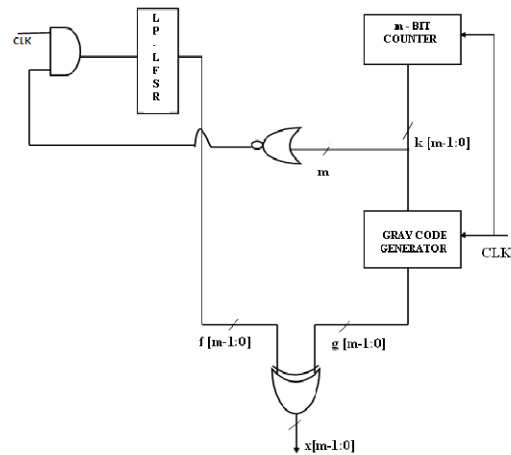 CLK
L
P
-
L
F
S
R
m - BIT
COUNTER
k [m-1:0]
m
GRAY CODE
GENERATOR
CLK
f [m-1:0]
g [m-1:0]
x[m-1:0]